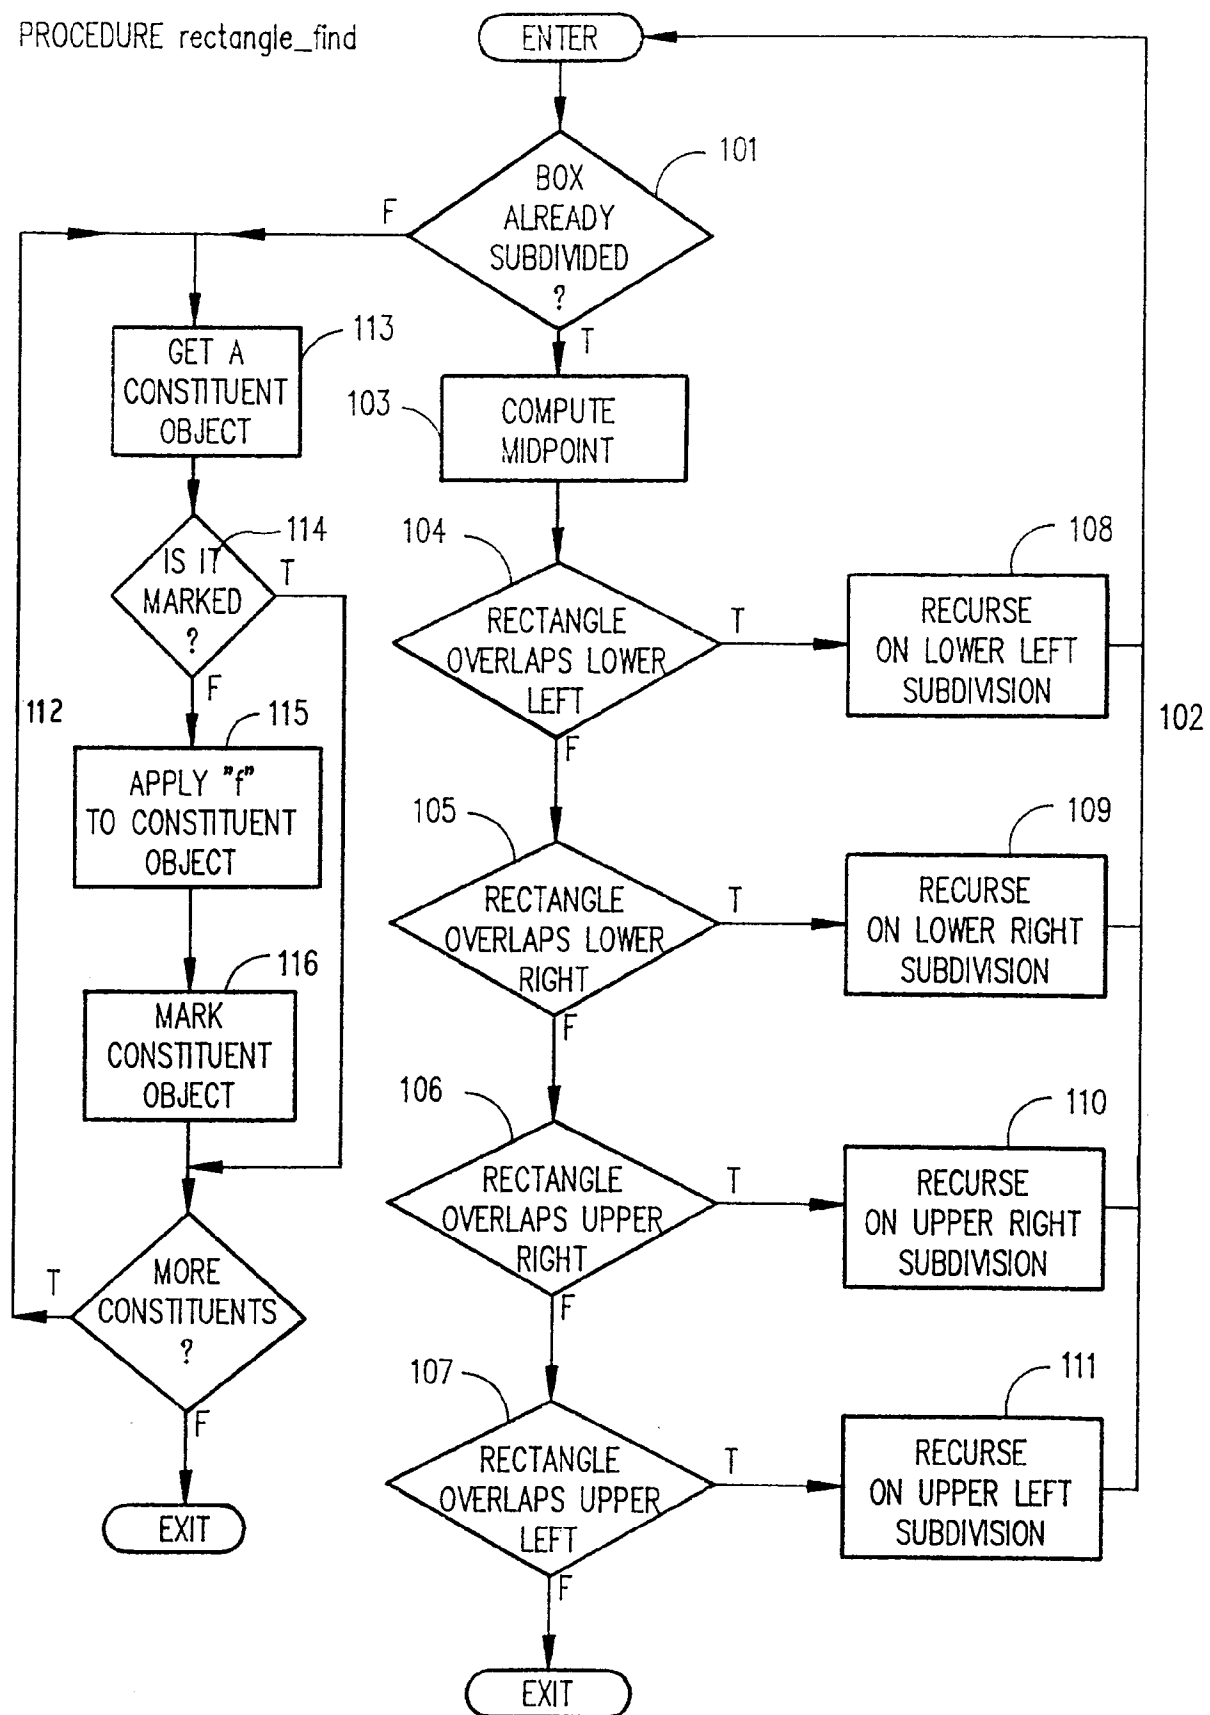 PROCEDURE rectangle_find
ENTER
101
BOX
ALREADY
SUBDIVIDED
?
F
T
113
GET A
CONSTITUENT
OBJECT
103
COMPUTE
MIDPOINT
114
IS IT
MARKED
?
T
F
104
RECTANGLE
OVERLAPS LOWER
LEFT
T
F
108
RECURSE
ON LOWER LEFT
SUBDIVISION
112
102
115
APPLY "f"
TO CONSTITUENT
OBJECT
105
RECTANGLE
OVERLAPS LOWER
RIGHT
T
F
109
RECURSE
ON LOWER RIGHT
SUBDIVISION
116
MARK
CONSTITUENT
OBJECT
106
RECTANGLE
OVERLAPS UPPER
RIGHT
T
F
110
RECURSE
ON UPPER RIGHT
SUBDIVISION
MORE
CONSTITUENTS
?
T
F
EXIT
107
RECTANGLE
OVERLAPS UPPER
LEFT
T
F
111
RECURSE
ON UPPER LEFT
SUBDIVISION
EXIT